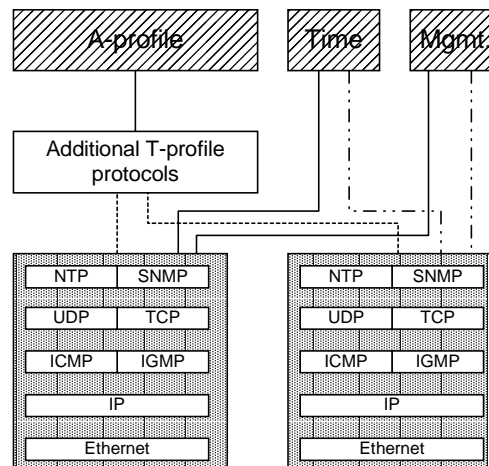 A-profile
Time
Mgmt.
Additional T-profile
protocols
NTP
SNMP
NTP
SNMP
UDP
TCP
UDP
TCP
ICMP
IGMP
ICMP
IGMP
IP
IP
Ethernet
Ethernet